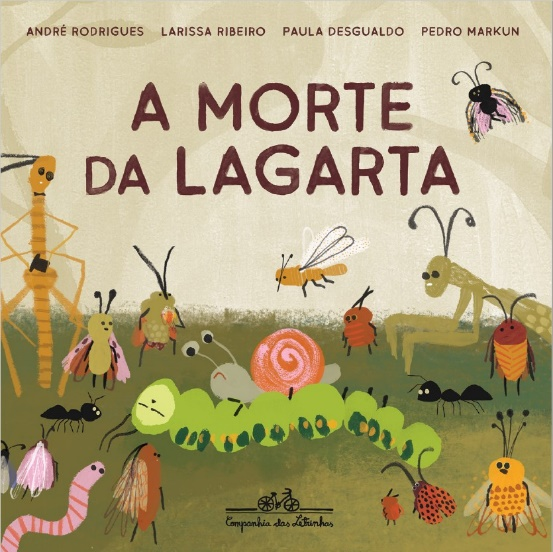 ANDRÉ RODRIGUES LARISSA RIBEIRO PAULA DESGUALDO PEDRO MARKUN
A MORTE
DA LAGARTA
Companhia das Letrinhas